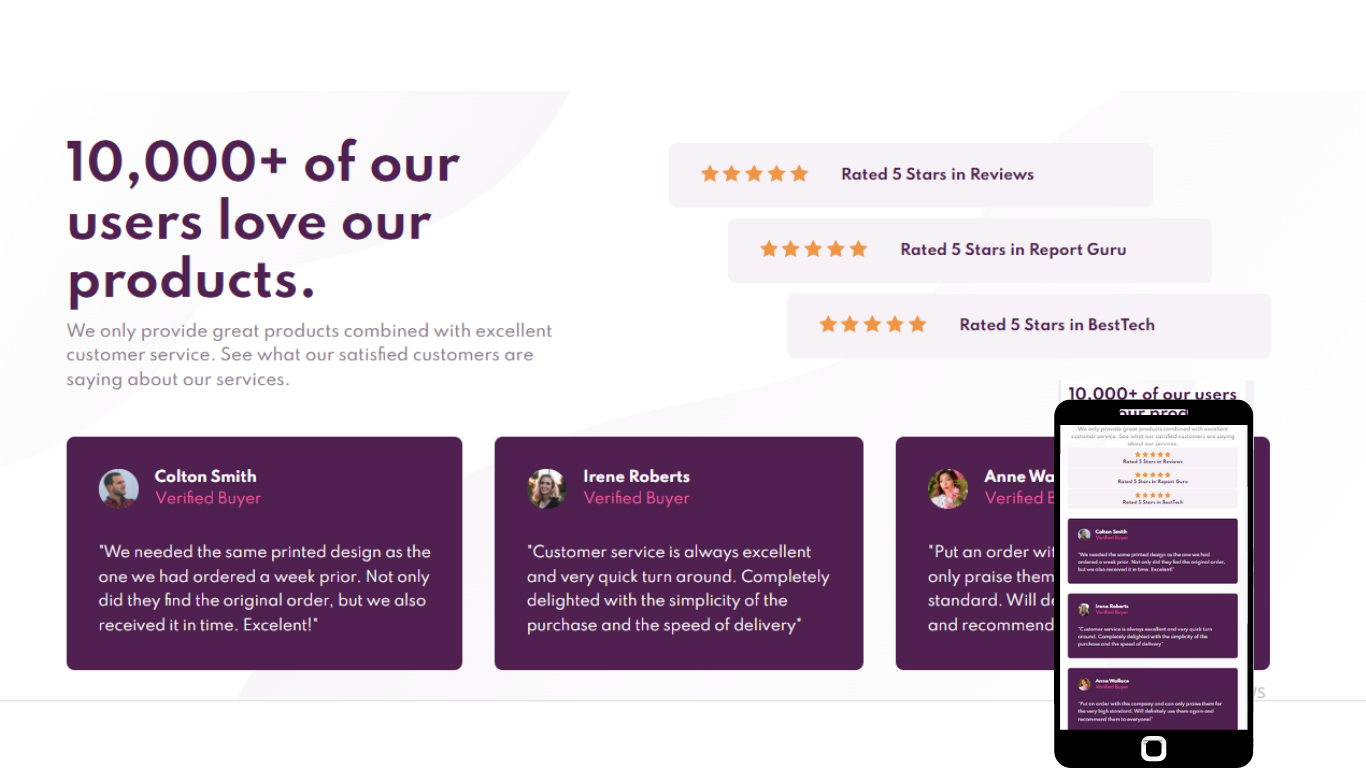 10,000+ of our
users love our
products.
We only provide great products combined with excellent
customer service. See what our satisfied customers are
saying about our services.
Rated 5 Stars in Reviews
Rated 5 Stars in Report Guru
Rated 5 Stars in BestTech
Colton Smith
Verified Buyer
"We needed the same printed design as the
one we had ordered a week prior. Not only
did they find the original order, but we also
received it in time. Excelent!"
Irene Roberts
Verified Buyer
"Customer service is always excellent
and very quick turn around. Completely
delighted with the simplicity of the
purchase and the speed of delivery"
Anne
Verified
"Put an order
only praise them
standard. Will
and recommend
10,000+ of our users
our
We only provide great products combined with excellent
customer service. See what our satisfied customers are saying
about our services.
Rated 5 Stars in Reviews
Rated 5 Stars in Report Guru
Rated 5 Stars in BestTech
Colton Smith
Verified Buyer
"We needed the same printed design as the one we had
ordered a week prior. Not only did they find the original order,
but we also received it in time. Excelent!"
Irene Roberts
Verified Buyer
"Customer service is always excellent and very quick turn
around. Completely delighted with the simplicity of the
purchase and the speed of delivery"
Anne Wallace
Verified Buyer
"Put an order with this company and can only praise them for
the very high standard. Will definitely use them again and
recommend them to everyone!"